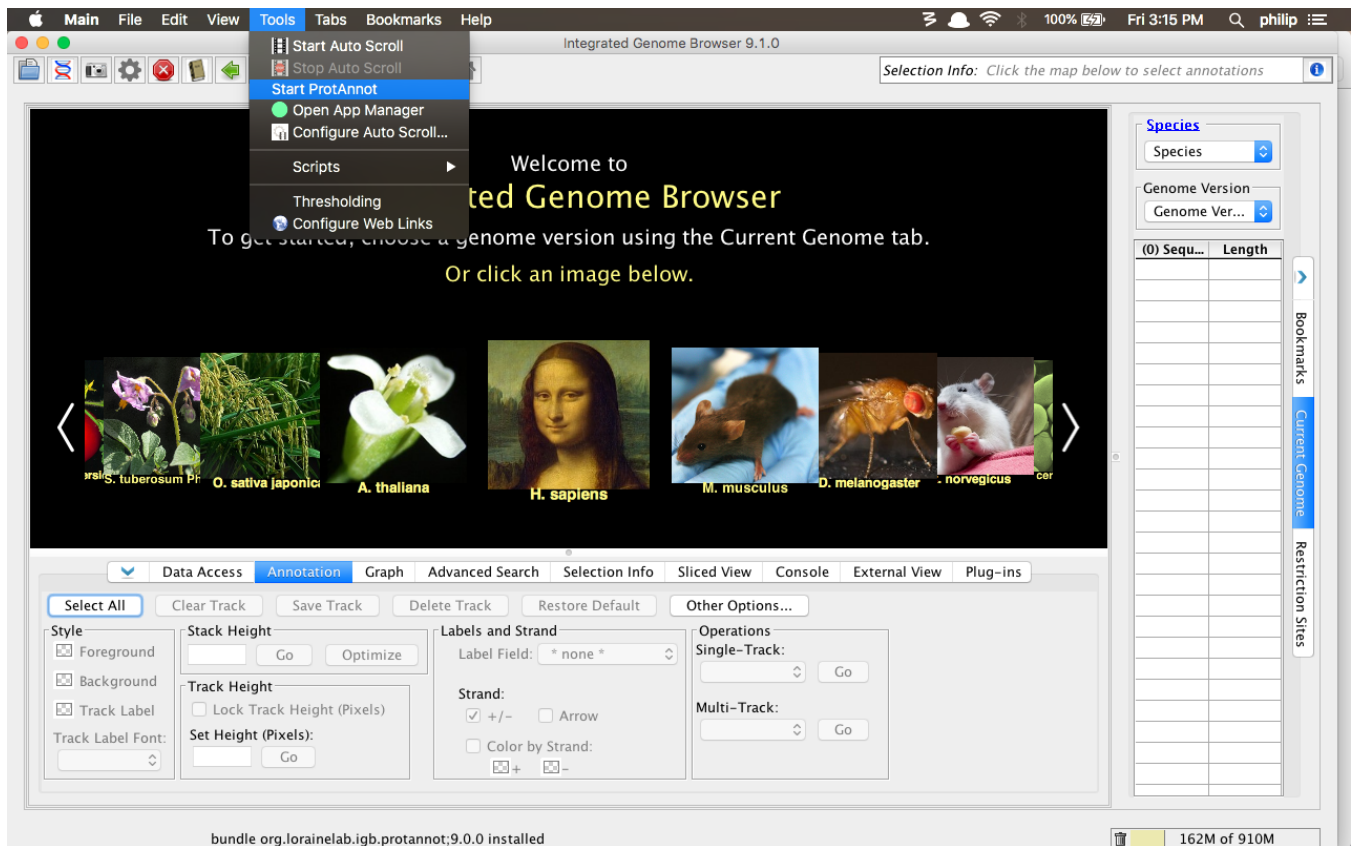 Main File Edit View Tools Tabs Bookmarks Help 100% Fri 3:15 PM philip
Integrated Genome Browser 9.1.0
Start Auto Scroll
Stop Auto Scroll
Start ProtAnnot
Open App Manager
Configure Auto Scroll...
Scripts
Thresholding
Configure Web Links
Selection Info: Click the map below to select annotations
Welcome to
ted Genome Browser
To get started, choose a genome version using the Current Genome tab.
Or click an image below.
S. tuberosum Ph
O. sativa japonica
A. thaliana
H. sapiens
M. musculus
D. melanogaster
norvegicus
cer
Species
Species
Genome Version
Genome Ver...
(0) Sequ... Length
Bookmarks
Current Genome
Restriction Sites
Data Access Annotation Graph Advanced Search Selection Info Sliced View Console External View Plug-ins
Select All Clear Track Save Track Delete Track Restore Default Other Options...
Style
Foreground
Background
Track Label
Track Label Font:
Stack Height
Go Optimize
Track Height
Lock Track Height (Pixels)
Set Height (Pixels):
Go
Labels and Strand
Label Field: * none *
Strand:
+/- Arrow
Color by Strand:
+ -
Operations
Single-Track:
Go
Multi-Track:
Go
bundle org.lorainelab.igb.protannot;9.0.0 installed
162M of 910M